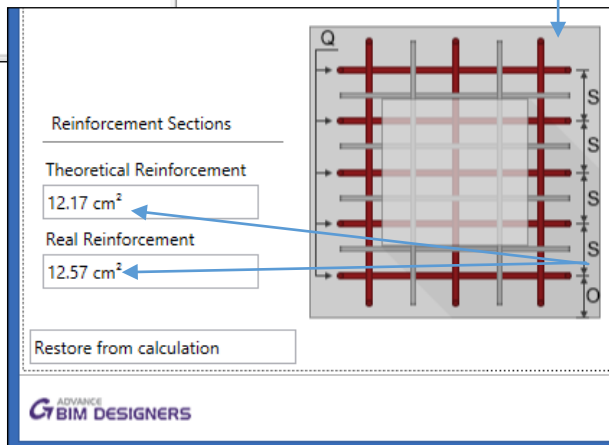 Q
S
Reinforcement Sections
S
Theoretical Reinforcement
12.17 cm²
S
Real Reinforcement
S
12.57 cm²
O
Restore from calculation
ADVANCE
BIM DESIGNERS